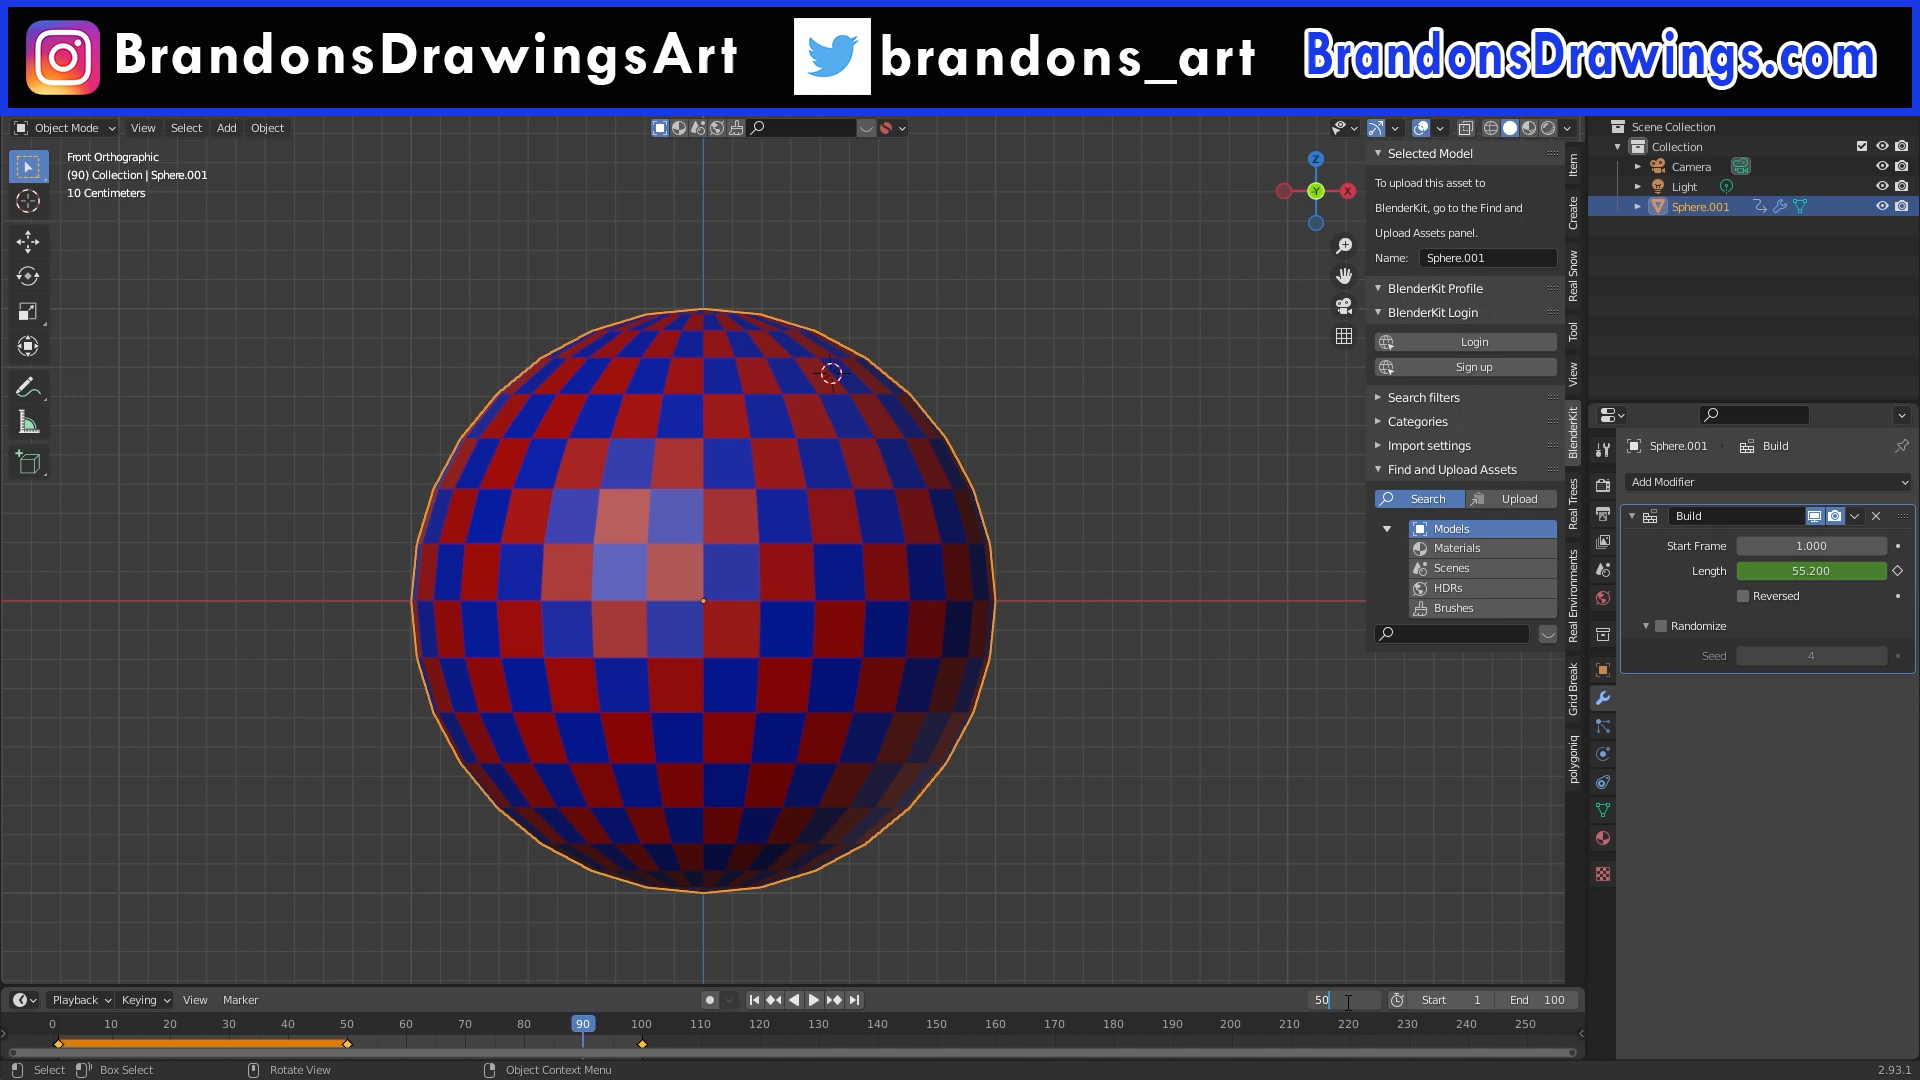 BrandonsDrawingsArt brandons_art BrandonsDrawings.com
Object Mode View Select Add Object
Front Orthographic
(90) Collection | Sphere.001
10 Centimeters
Z
Y
X
Selected Model
To upload this asset to
BlenderKit, go to the Find and
Upload Assets panel.
Name: Sphere.001
BlenderKit Profile
BlenderKit Login
Login
Sign up
Search filters
Categories
Import settings
Find and Upload Assets
Search Upload
Models
Materials
Scenes
HDRs
Brushes
Item
Create
Real Snow
Tool
View
BlenderKit
Real Trees
Real Environments
Grid Break
polygoniq
Scene Collection
Collection
Camera
Light
Sphere.001
Sphere.001 Build
Add Modifier
Build
Start Frame 1.000
Length 55.200
Reversed
Randomize
Seed 4
Playback Keying View Marker 50 Start 1 End 100
0 10 20 30 40 50 60 70 80 90 100 110 120 130 140 150 160 170 180 190 200 210 220 230 240 250
Select Box Select Rotate View Object Context Menu 2.93.1